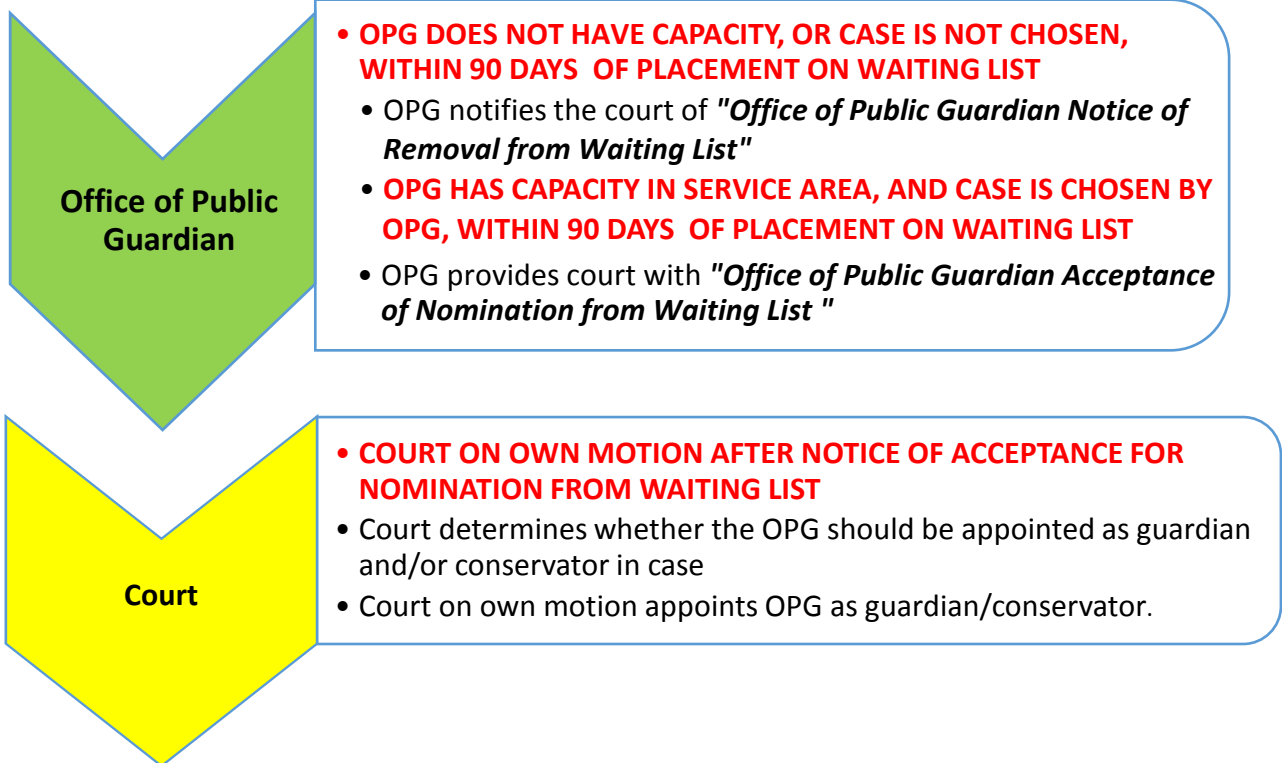 Office of Public
Guardian
• OPG DOES NOT HAVE CAPACITY, OR CASE IS NOT CHOSEN,
WITHIN 90 DAYS OF PLACEMENT ON WAITING LIST
• OPG notifies the court of "Office of Public Guardian Notice of
Removal from Waiting List"
• OPG HAS CAPACITY IN SERVICE AREA, AND CASE IS CHOSEN BY
OPG, WITHIN 90 DAYS OF PLACEMENT ON WAITING LIST
• OPG provides court with "Office of Public Guardian Acceptance
of Nomination from Waiting List "
Court
• COURT ON OWN MOTION AFTER NOTICE OF ACCEPTANCE FOR
NOMINATION FROM WAITING LIST
• Court determines whether the OPG should be appointed as guardian
and/or conservator in case
• Court on own motion appoints OPG as guardian/conservator.